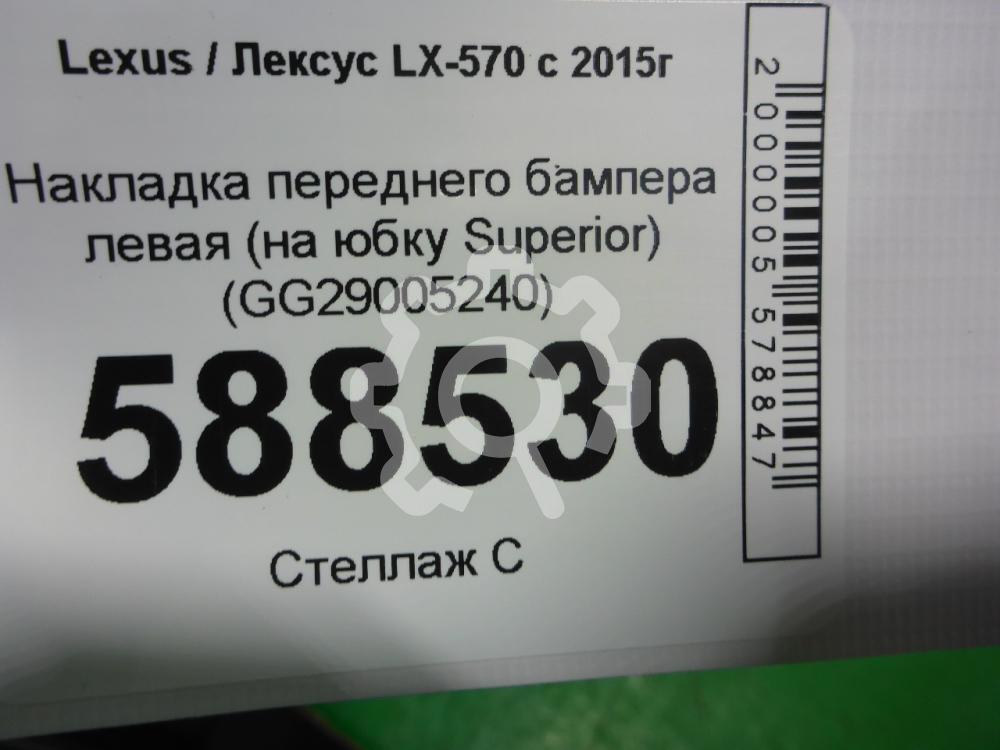 Lexus / Лексус LX-570 с 2015г
Накладка переднего бампера
левая (на юбку Superior)
(GG29005240)
588530
Стеллаж С
2 000005 578847